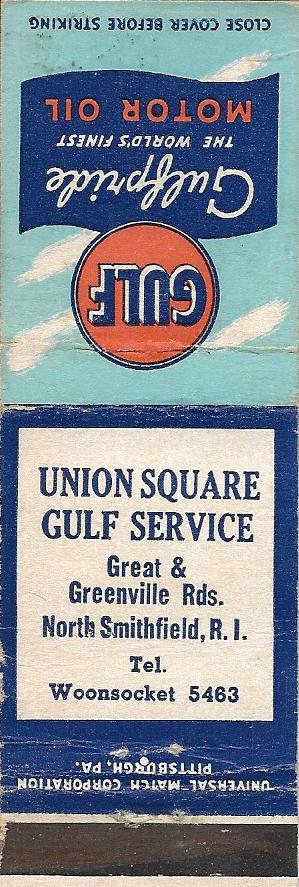 CLOSE COVER BEFORE STRIKING
Gulfpride
THE WORLD'S FINEST
MOTOR OIL
GULF
UNION SQUARE
GULF SERVICE
Great &
Greenville Rds.
North Smithfield, R. I.
Tel.
Woonsocket 5463
UNIVERSAL MATCH CORPORATION
PITTSBURGH, PA.